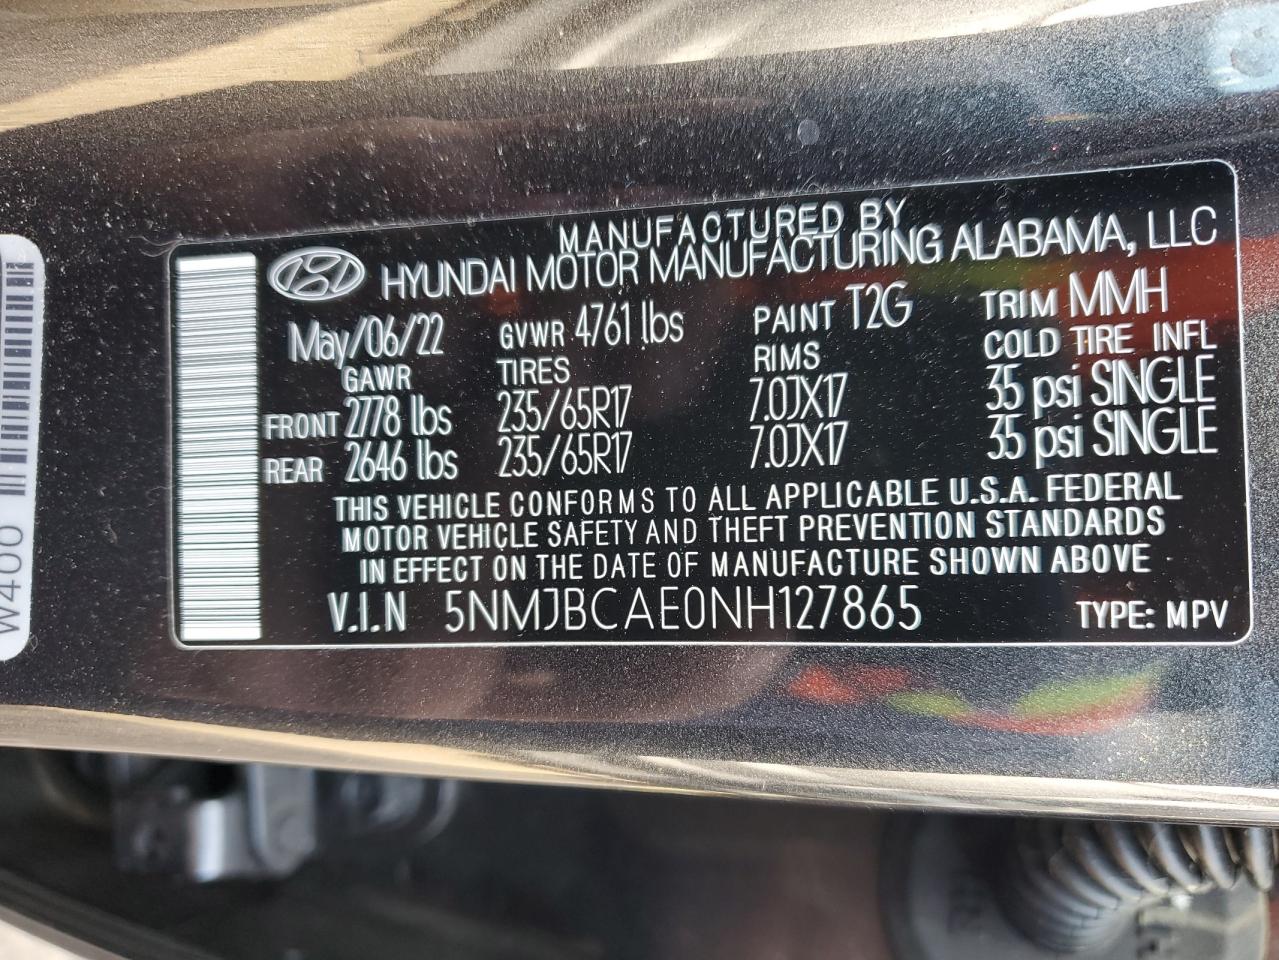 MANUFACTURED BY
HYUNDAI MOTOR MANUFACTURING ALABAMA, LLC
May/06/22 GVWR 4761 lbs PAINT T2G TRIM MMH
GAWR TIRES RIMS COLD TIRE INFL
FRONT 2778 lbs 235/65R17 7.0JX17 35 psi SINGLE
REAR 2646 lbs 235/65R17 7.0JX17 35 psi SINGLE
THIS VEHICLE CONFORMS TO ALL APPLICABLE U.S.A. FEDERAL
MOTOR VEHICLE SAFETY AND THEFT PREVENTION STANDARDS
IN EFFECT ON THE DATE OF MANUFACTURE SHOWN ABOVE
V.I.N 5NMJBCAE0NH127865 TYPE: MPV
W400